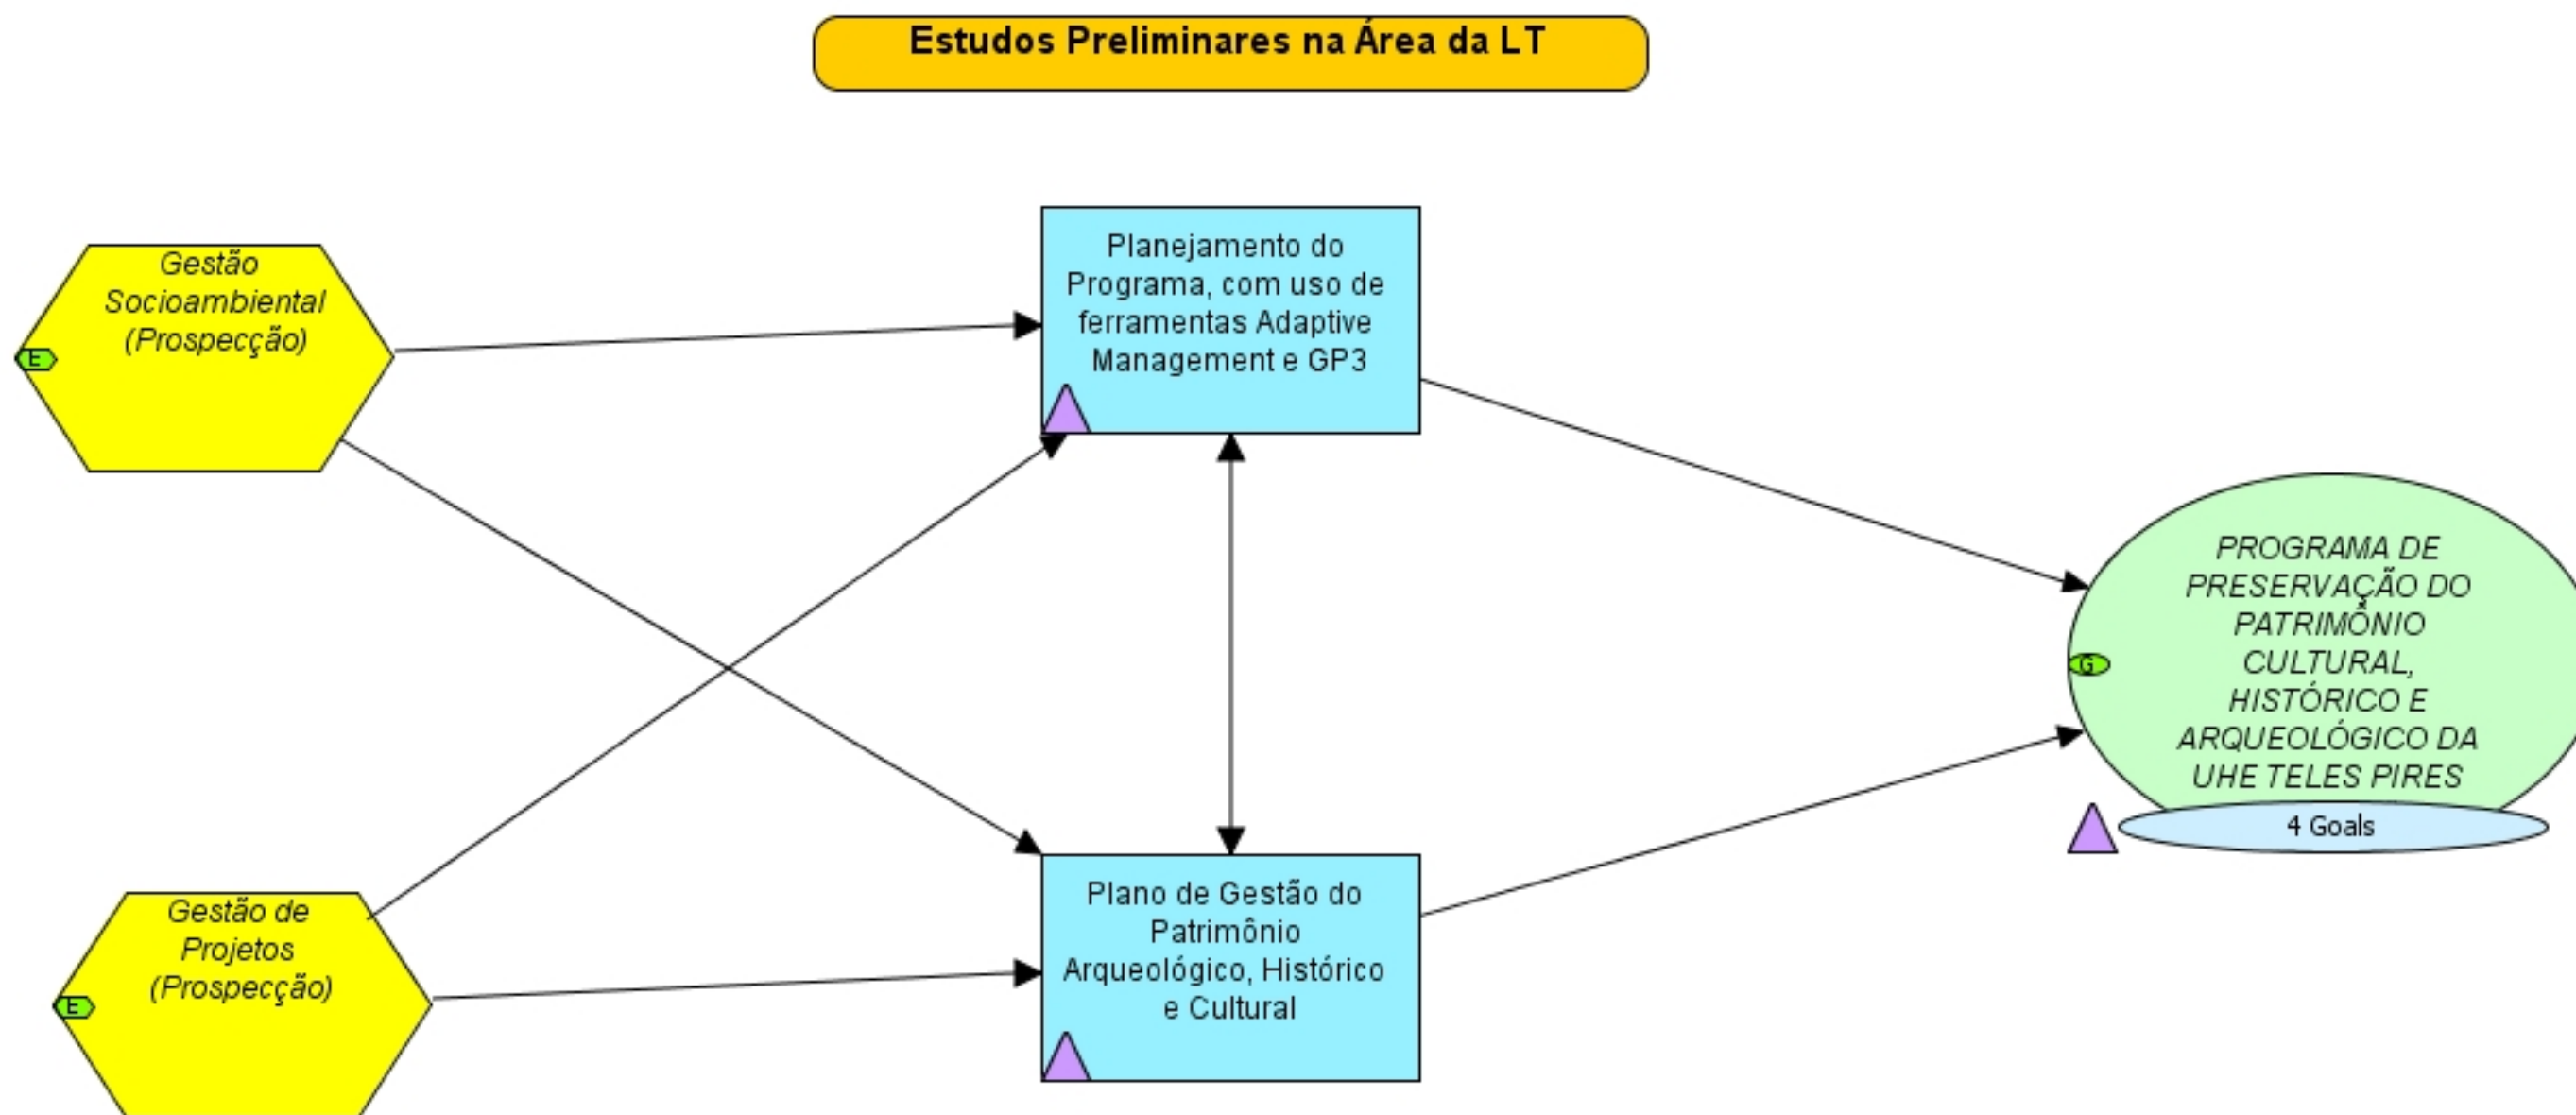 Estudos Preliminares na Área da LT
Gestão
Socioambiental
(Prospecção)
E
Planejamento do
Programa, com uso de
ferramentas Adaptive
Management e GP3
PROGRAMA DE
PRESERVAÇÃO DO
PATRIMÔNIO
CULTURAL,
HISTÓRICO E
ARQUEOLÓGICO DA
UHE TELES PIRES
G
4 Goals
Gestão de
Projetos
(Prospecção)
E
Plano de Gestão do
Patrimônio
Arqueológico, Histórico
e Cultural